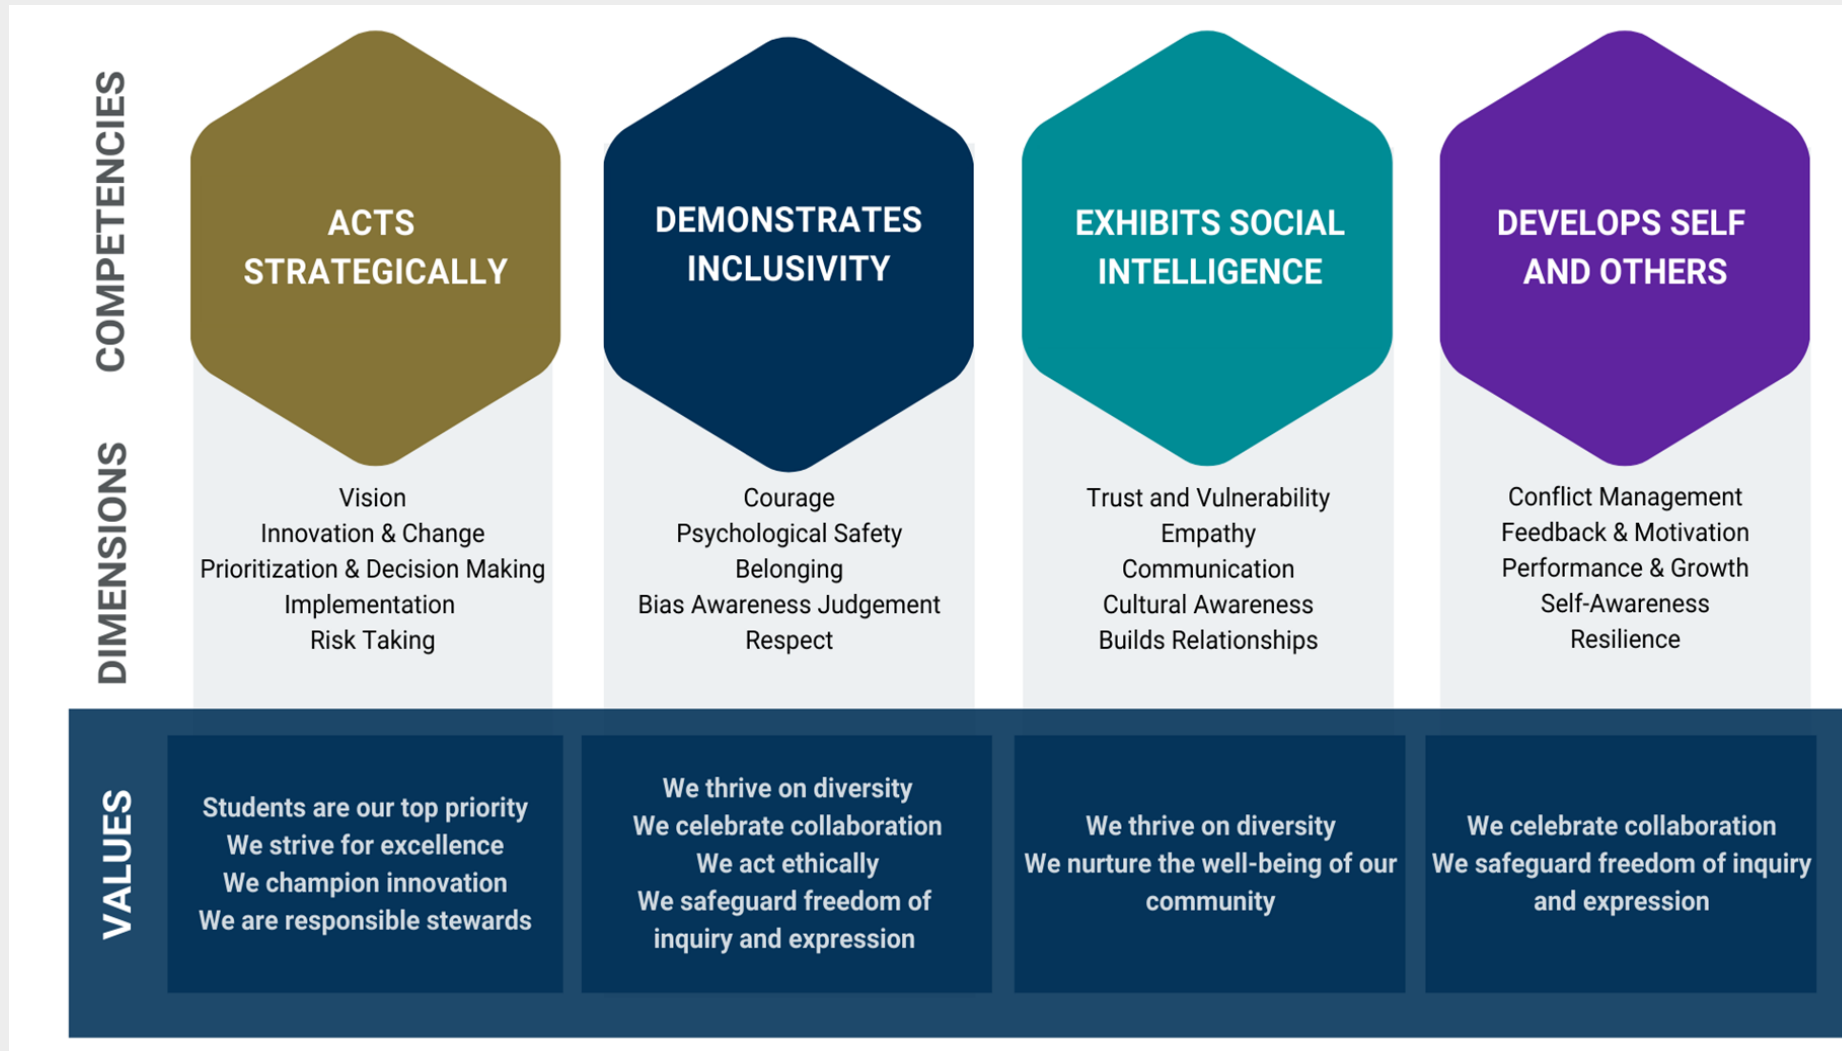 COMPETENCIES
ACTS
STRATEGICALLY
DEMONSTRATES
INCLUSIVITY
EXHIBITS SOCIAL
INTELLIGENCE
DEVELOPS SELF
AND OTHERS
DIMENSIONS
Vision
Innovation & Change
Prioritization & Decision Making
Implementation
Risk Taking
Courage
Psychological Safety
Belonging
Bias Awareness Judgement
Respect
Trust and Vulnerability
Empathy
Communication
Cultural Awareness
Builds Relationships
Conflict Management
Feedback & Motivation
Performance & Growth
Self-Awareness
Resilience
VALUES
Students are our top priority
We strive for excellence
We champion innovation
We are responsible stewards
We thrive on diversity
We celebrate collaboration
We act ethically
We safeguard freedom of
inquiry and expression
We thrive on diversity
We nurture the well-being of our
community
We celebrate collaboration
We safeguard freedom of inquiry
and expression